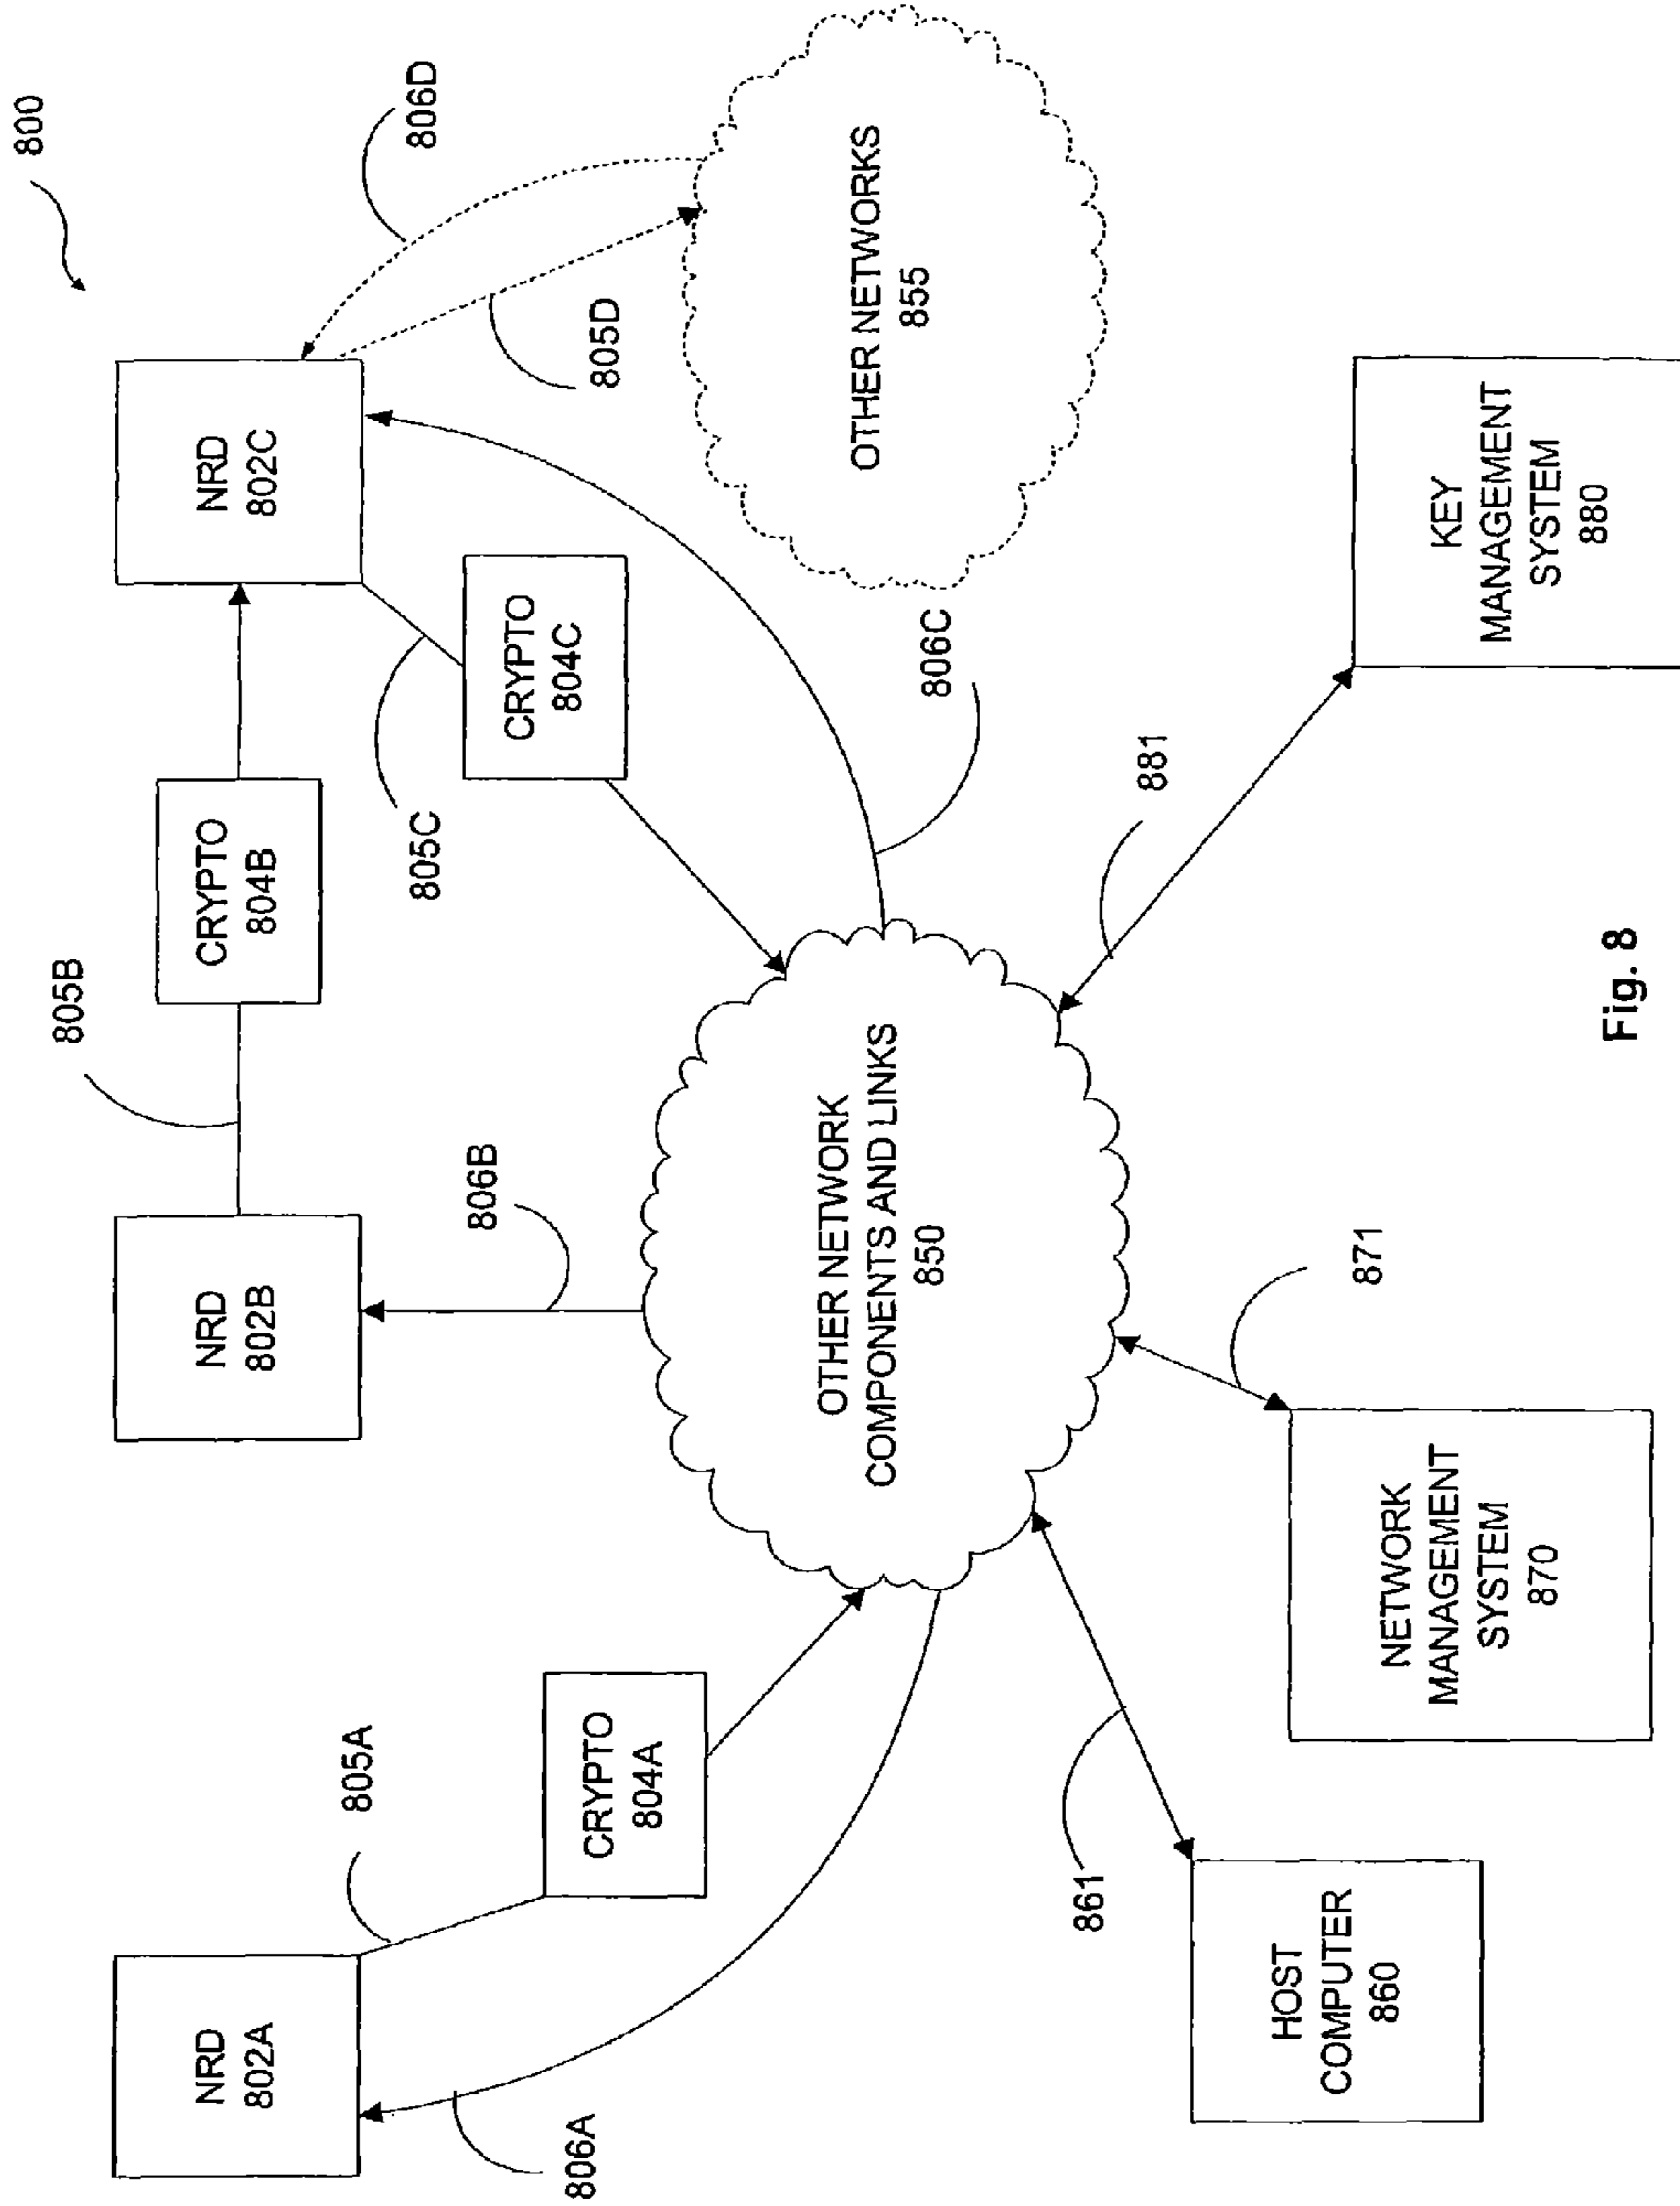 800
805B
806D
NRD
802A
NRD
802B
CRYPTO
804B
NRD
802C
805A
805C
805D
806A
806B
CRYPTO
804A
CRYPTO
804C
OTHER NETWORK
COMPONENTS AND LINKS
850
OTHER NETWORKS
855
806C
861
871
881
HOST
COMPUTER
860
NETWORK
MANAGEMENT
SYSTEM
870
KEY
MANAGEMENT
SYSTEM
880
Fig. 8